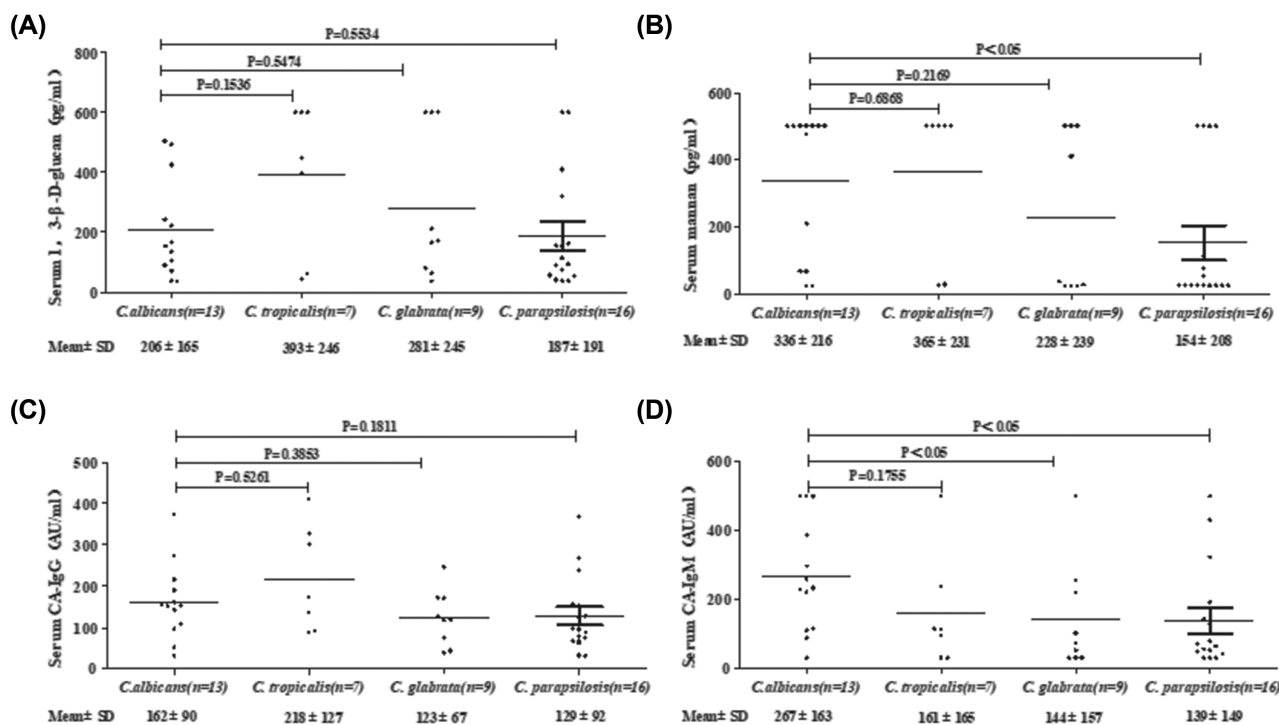 (A)
P=0.5534
P=0.5474
P=0.1536
Serum 1, 3-β-D-glucan (pg/ml)
800
600
400
200
0
C.albicans(n=13) C. tropicalis(n=7) C. glabrata(n=9) C. parapsilosis(n=16)
Mean± SD 206± 165 393± 246 281± 245 187± 191
(B)
P<0.05
P=0.2169
P=0.6868
Serum mannan (pg/ml)
600
400
200
0
C.albicans(n=13) C. tropicalis(n=7) C. glabrata(n=9) C. parapsilosis(n=16)
Mean± SD 336± 216 365± 231 228± 239 154± 208
(C)
P=0.1811
P=0.3853
P=0.5261
Serum CA-IgG (AU/ml)
500
400
300
200
100
0
C.albicans(n=13) C. tropicalis(n=7) C. glabrata(n=9) C. parapsilosis(n=16)
Mean± SD 162± 90 218± 127 123± 67 129± 92
(D)
P<0.05
P<0.05
P=0.1755
Serum CA-IgM (AU/ml)
600
400
200
0
C.albicans(n=13) C. tropicalis(n=7) C. glabrata(n=9) C. parapsilosis(n=16)
Mean± SD 267± 163 161± 165 144± 157 139± 149